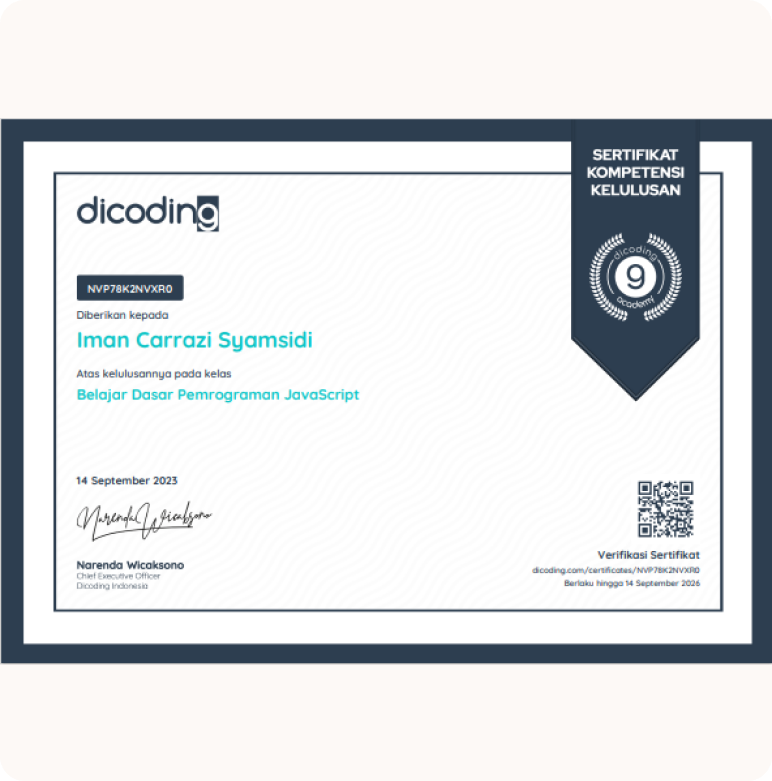 SERTIFIKAT
KOMPETENSI
KELULUSAN
dicoding
dicoding
9
academy
NVP78K2NVXR0
Diberikan kepada
Iman Carrazi Syamsidi
Atas kelulusannya pada kelas
Belajar Dasar Pemrograman JavaScript
14 September 2023
Narenda Wicaksono
Narenda Wicaksono
Chief Executive Officer
Dicoding Indonesia
Verifikasi Sertifikat
dicoding.com/certificates/NVP78K2NVXR0
Berlaku hingga 14 September 2026